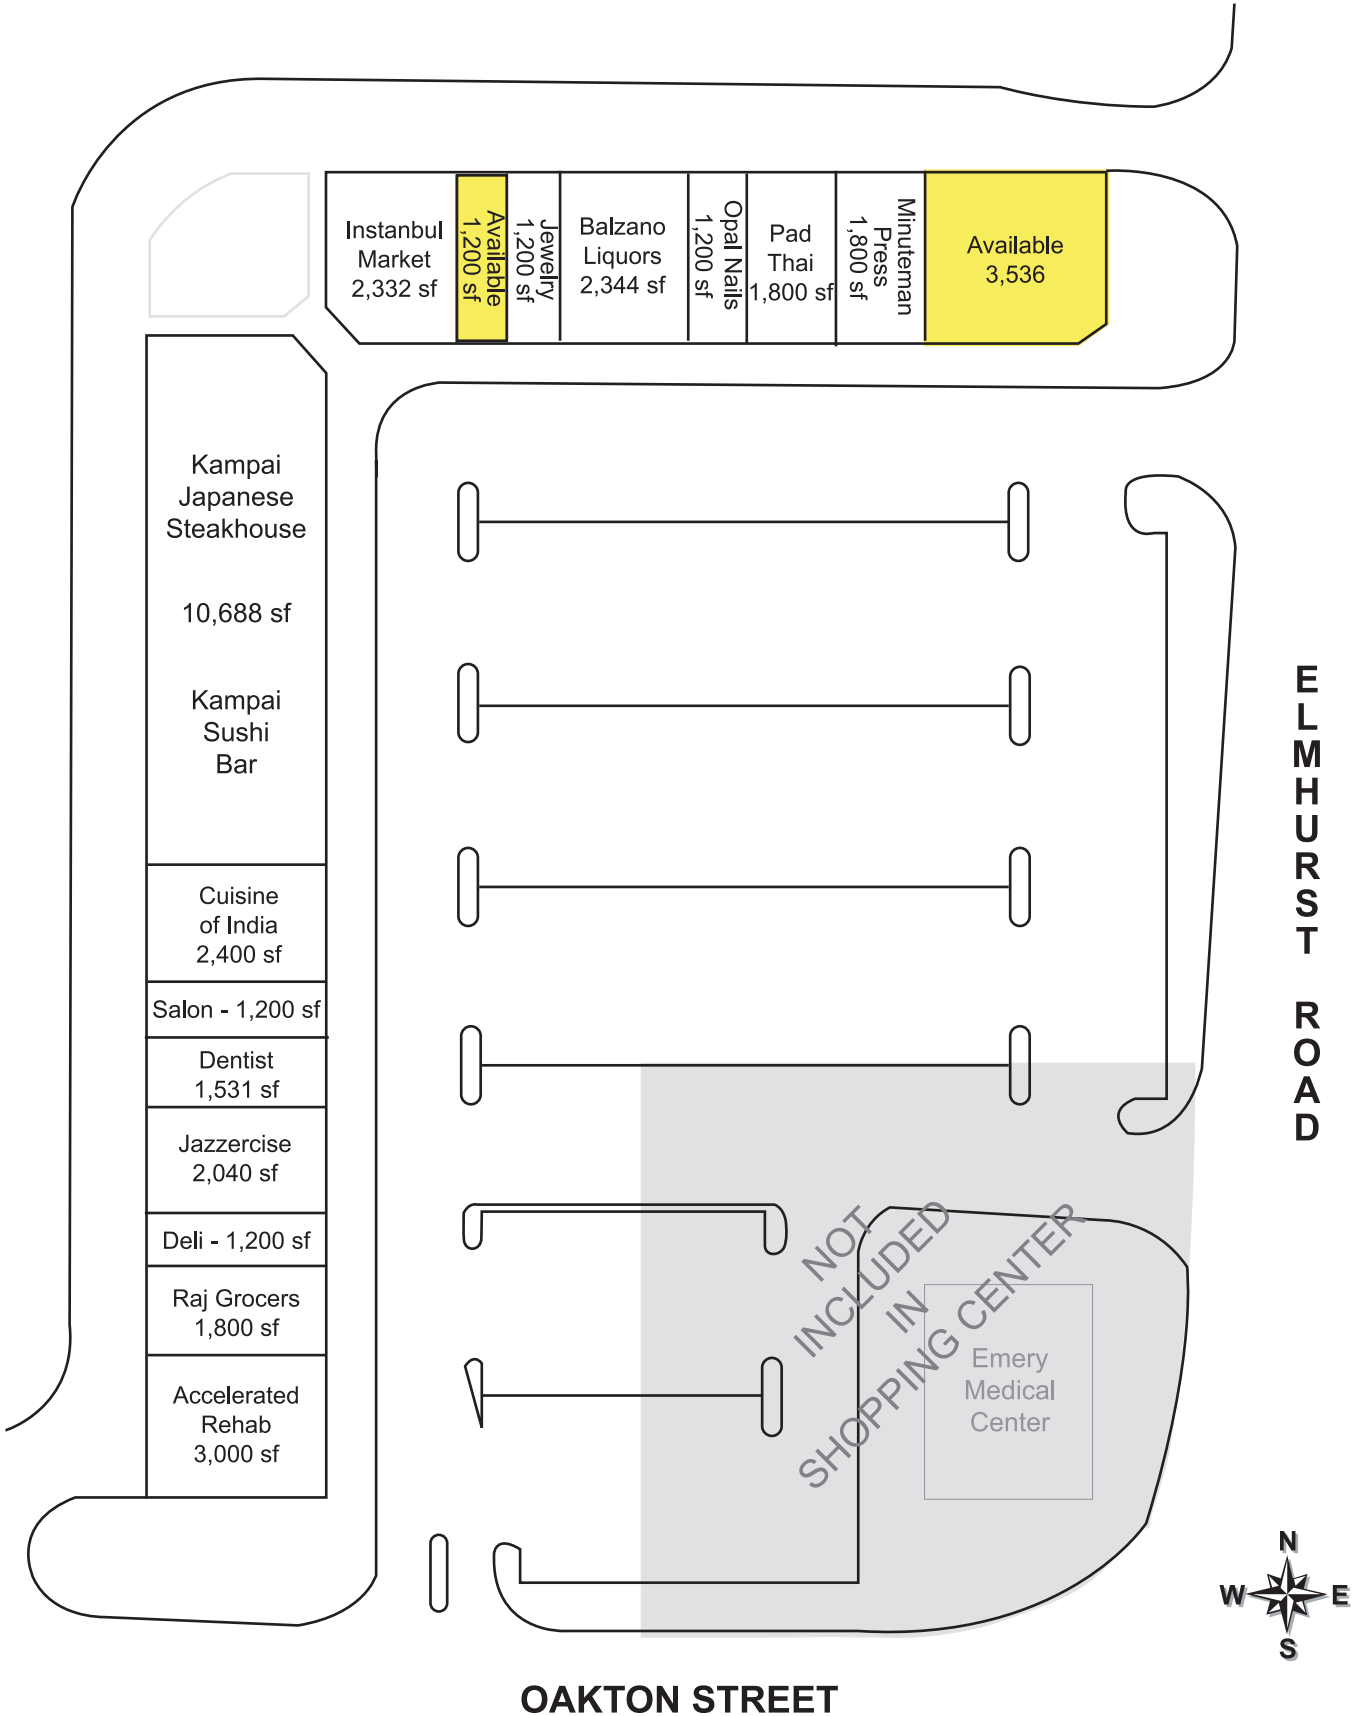 Instanbul
Market
2,332 sf
Available
1,200 sf
Jewelry
1,200 sf
Balzano
Liquors
2,344 sf
Opal Nails
1,200 sf
Pad
Thai
1,800 sf
Minuteman
Press
1,800 sf
Available
3,536
Kampai
Japanese
Steakhouse
10,688 sf
Kampai
Sushi
Bar
Cuisine
of India
2,400 sf
Salon - 1,200 sf
Dentist
1,531 sf
Jazzercise
2,040 sf
Deli - 1,200 sf
Raj Grocers
1,800 sf
Accelerated
Rehab
3,000 sf
ELMHURST ROAD
NOT
INCLUDED
IN
SHOPPING CENTER
Emery
Medical
Center
N
W E
S
OAKTON STREET